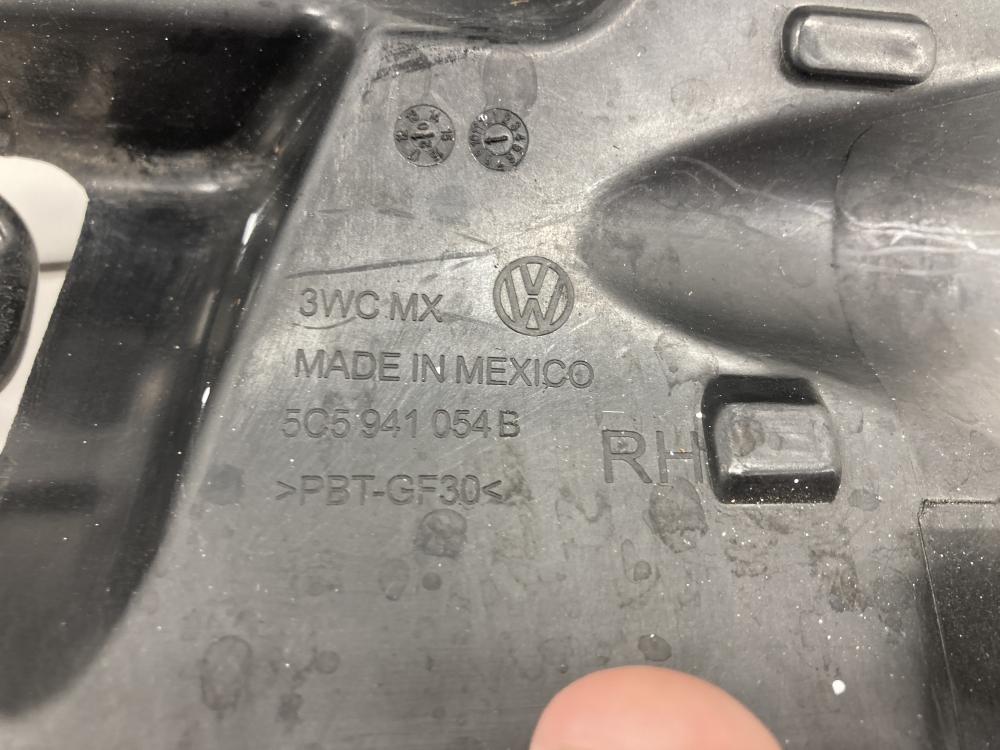 3WC MX
MADE IN MEXICO
5C5 941 054 B
RH
>PBT-GF30<